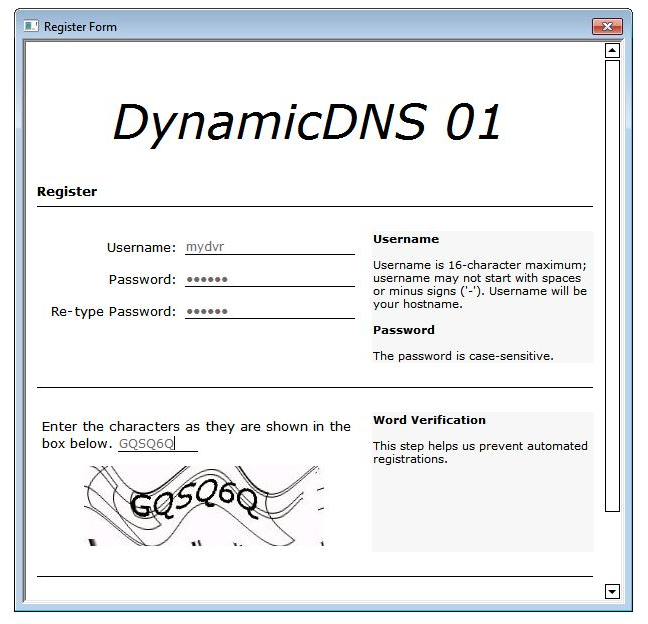 Register Form
DynamicDNS 01
Register
Username: mydvr
Password: ●●●●●●
Re-type Password: ●●●●●●
Username
Username is 16-character maximum;
username may not start with spaces
or minus signs ('-'). Username will be
your hostname.
Password
The password is case-sensitive.
Enter the characters as they are shown in the
box below. GQSQ6Q
GQSQ6Q
Word Verification
This step helps us prevent automated
registrations.